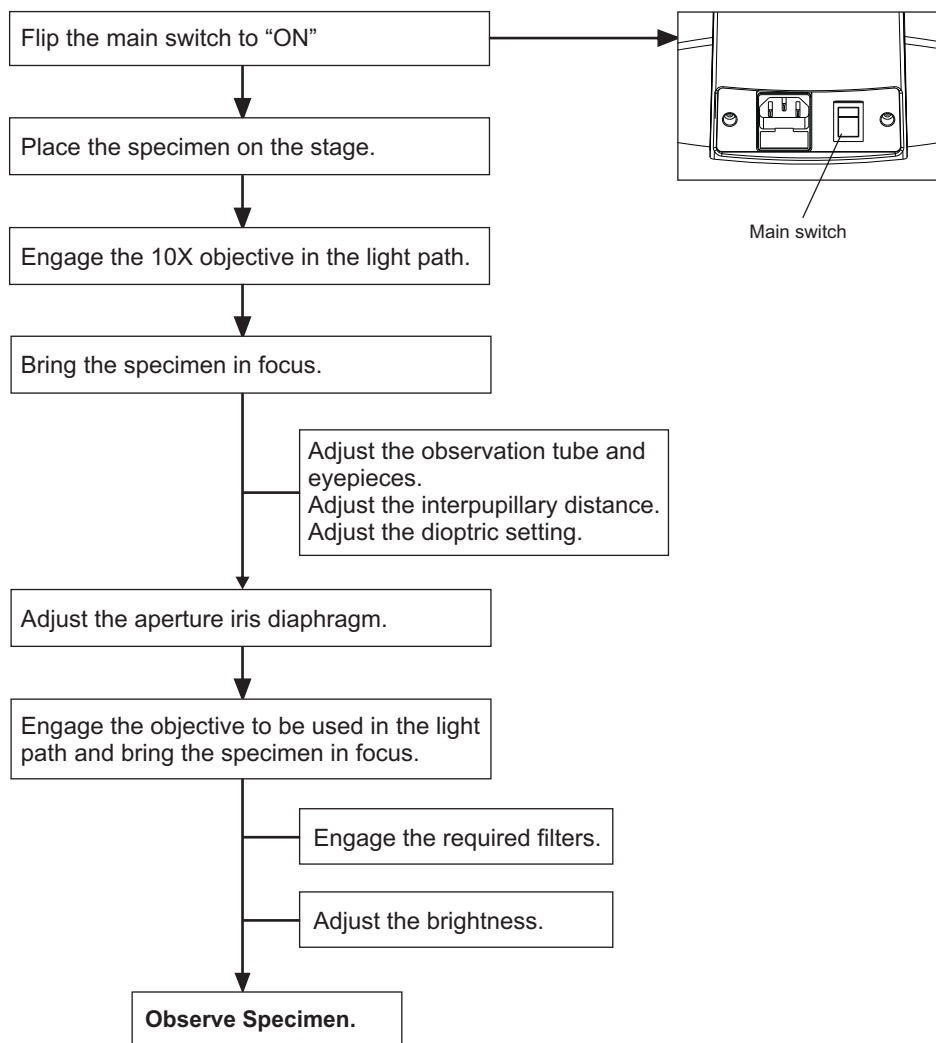 Flip the main switch to “ON”
Main switch
Place the specimen on the stage.
Engage the 10X objective in the light path.
Bring the specimen in focus.
Adjust the observation tube and
eyepieces.
Adjust the interpupillary distance.
Adjust the dioptric setting.
Adjust the aperture iris diaphragm.
Engage the objective to be used in the light
path and bring the specimen in focus.
Engage the required filters.
Adjust the brightness.
Observe Specimen.